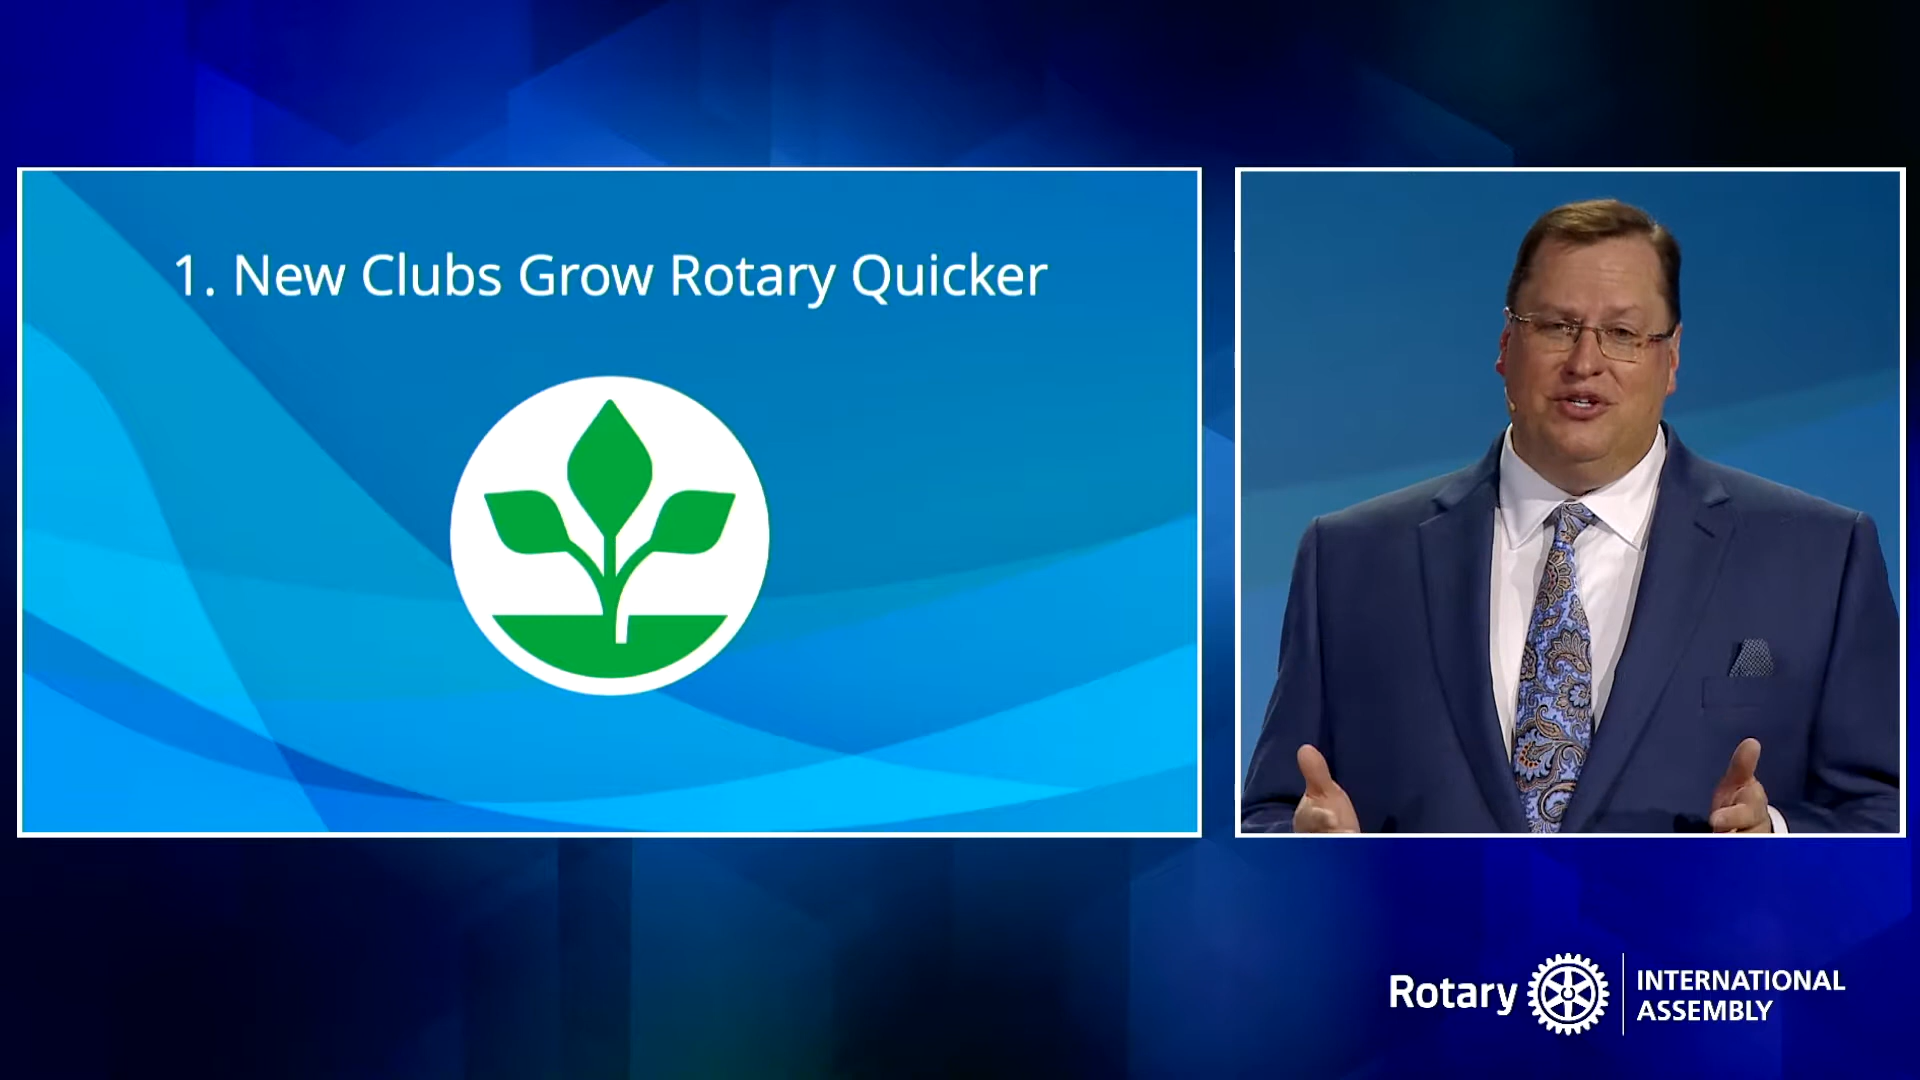 1. New Clubs Grow Rotary Quicker
Rotary
INTERNATIONAL
ASSEMBLY